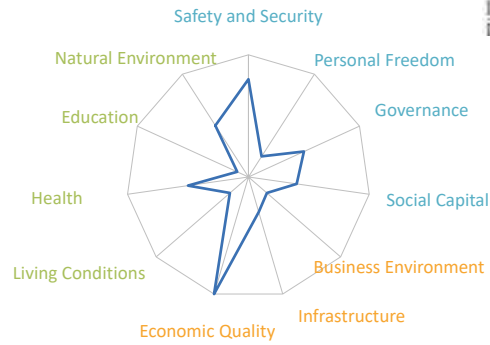 Safety and Security
Natural Environment
Personal Freedom
Education
Governance
Health
Social Capital
Living Conditions
Business Environment
Economic Quality
Infrastructure